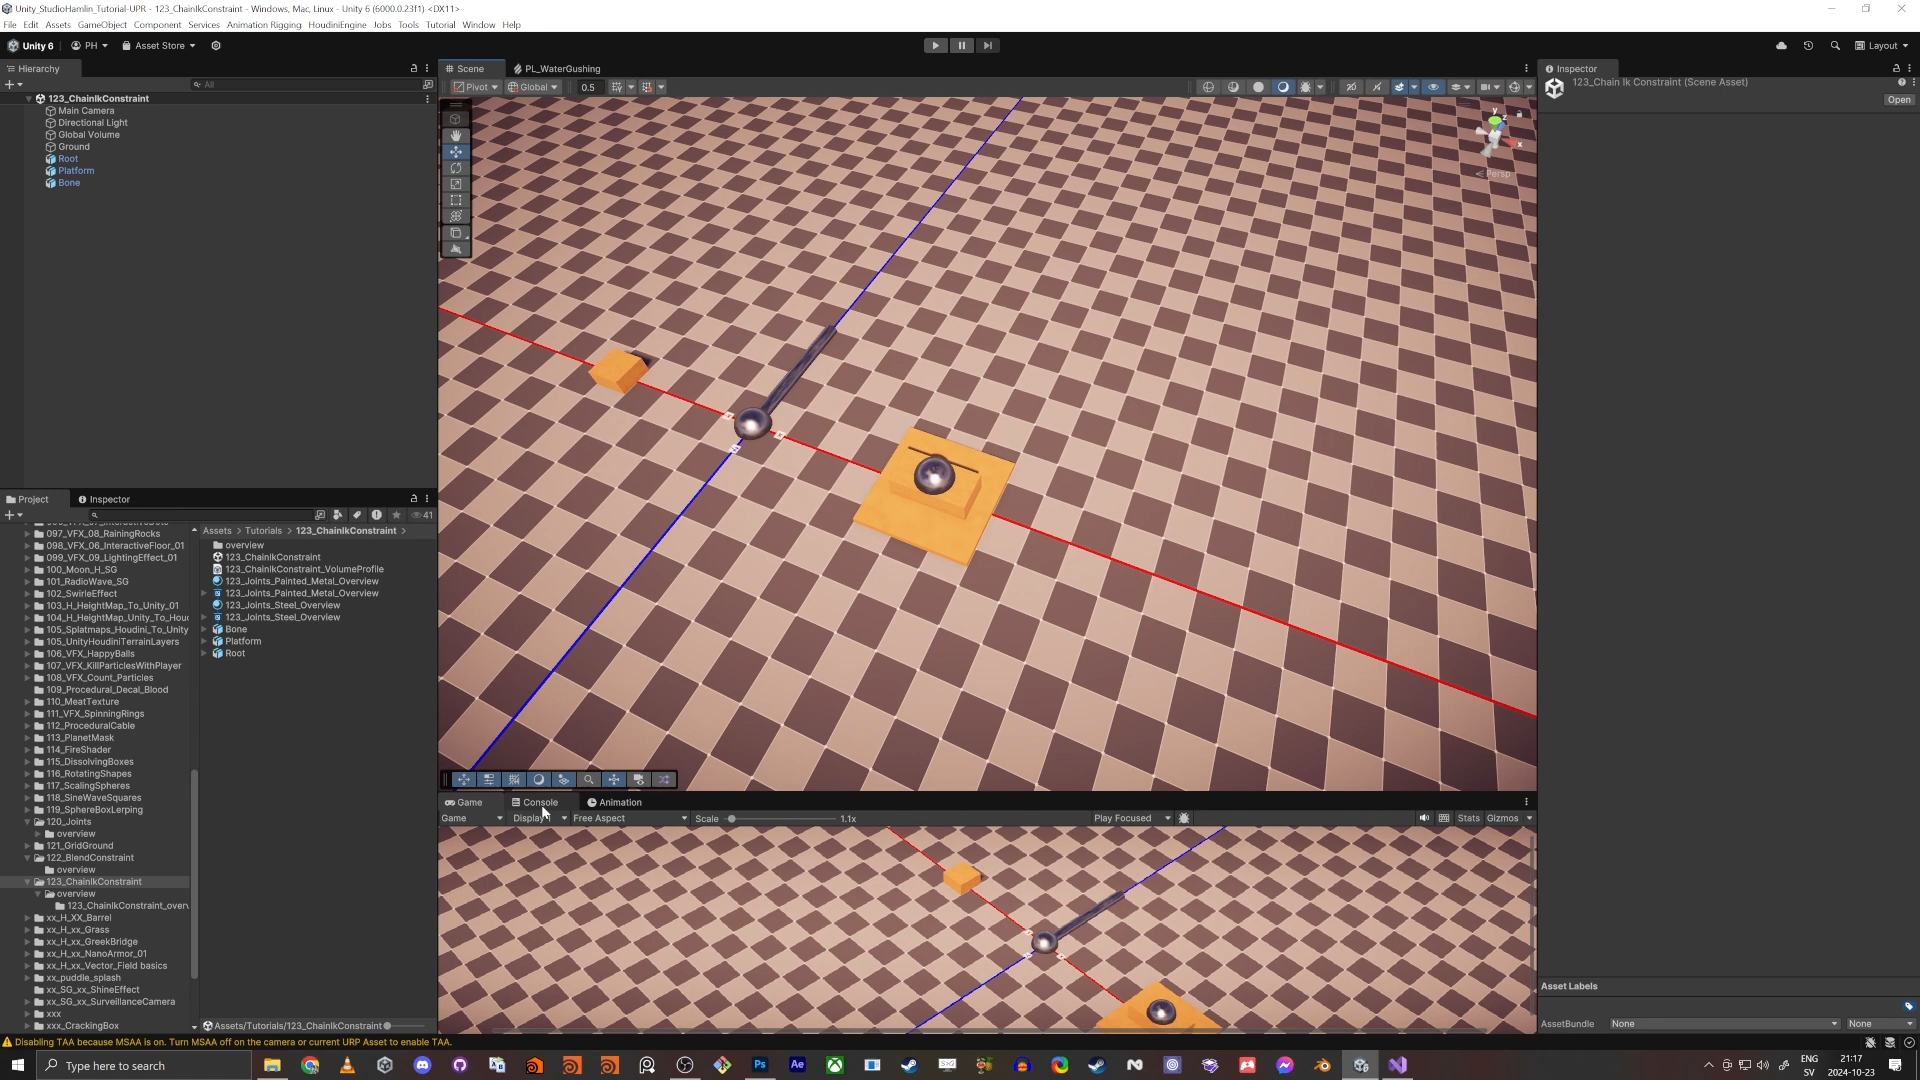 Unity_StudioHamlin_Tutorial-UPR - 123_ChainIkConstraint - Windows, Mac, Linux - Unity 6 (6000.0.23f1) <DX11>
File Edit Assets GameObject Component Services Animation Rigging HoudiniEngine Jobs Tools Tutorial Window Help
Unity 6 PH Asset Store Layout
Hierarchy
All
123_ChainIkConstraint
Main Camera
Directional Light
Global Volume
Ground
Root
Platform
Bone
Scene PL_WaterGushing
Pivot Global 0.5
Persp
Inspector
123_Chain Ik Constraint (Scene Asset)
Open
Project Inspector
41
097_VFX_08_RainingRocks
098_VFX_06_InteractiveFloor_01
099_VFX_09_LightingEffect_01
100_Moon_H_SG
101_RadioWave_SG
102_SwirleEffect
103_H_HeightMap_To_Unity_01
104_H_HeightMap_Unity_To_Hou
105_Splatmaps_Houdini_To_Unity
105_UnityHoudiniTerrainLayers
106_VFX_HappyBalls
107_VFX_KillParticlesWithPlayer
108_VFX_Count_Particles
109_Procedural_Decal_Blood
110_MeatTexture
111_VFX_SpinningRings
112_ProceduralCable
113_PlanetMask
114_FireShader
115_DissolvingBoxes
116_RotatingShapes
117_ScalingSpheres
118_SineWaveSquares
119_SphereBoxLerping
120_Joints
overview
121_GridGround
122_BlendConstraint
overview
123_ChainIkConstraint
overview
123_ChainIkConstraint_over
xx_H_XX_Barrel
xx_H_xx_Grass
xx_H_xx_GreekBridge
xx_H_xx_NanoArmor_01
xx_H_xx_Vector_Field basics
xx_puddle_splash
xx_SG_xx_ShineEffect
xx_SG_xx_SurveillanceCamera
xxx
xxx_CrackingBox
Assets > Tutorials > 123_ChainIkConstraint >
overview
123_ChainIkConstraint
123_ChainIkConstraint_VolumeProfile
123_Joints_Painted_Metal_Overview
123_Joints_Painted_Metal_Overview
123_Joints_Steel_Overview
123_Joints_Steel_Overview
Bone
Platform
Root
Assets/Tutorials/123_ChainIkConstraint
Game Console Animation
Game Display 1 Free Aspect Scale 1.1x Play Focused Stats Gizmos
Asset Labels
AssetBundle None None
Disabling TAA because MSAA is on. Turn MSAA off on the camera or current URP Asset to enable TAA.
Type here to search
ENG
SV
21:17
2024-10-23